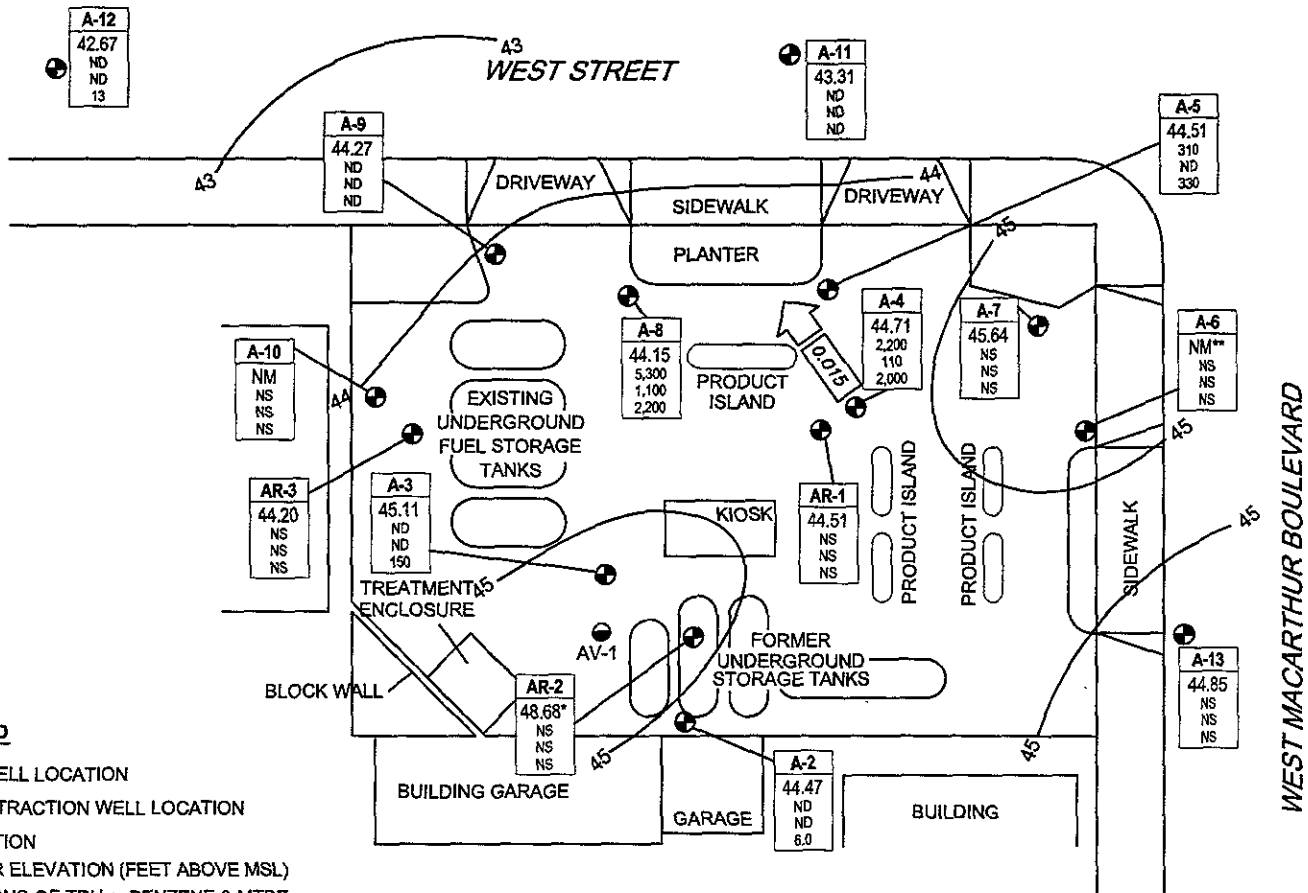 A-12
42.67
ND
ND
13
43
WEST STREET
A-11
43.31
ND
ND
ND
A-5
44.51
310
ND
330
A-9
44.27
ND
ND
ND
43
DRIVEWAY
SIDEWALK
44
DRIVEWAY
PLANTER
45
A-8
44.15
5,300
1,100
2,200
0.015
A-4
44.71
2,200
110
2,000
A-7
45.64
NS
NS
NS
A-6
NM**
NS
NS
NS
A-10
NM
NS
NS
NS
44
EXISTING
UNDERGROUND
FUEL STORAGE
TANKS
PRODUCT
ISLAND
45
WEST MACARTHUR BOULEVARD
AR-3
44.20
NS
NS
NS
A-3
45.11
ND
ND
150
KIOSK
AR-1
44.51
NS
NS
NS
PRODUCT ISLAND
PRODUCT ISLAND
SIDEWALK
45
TREATMENT
ENCLOSURE
45
AV-1
FORMER
UNDERGROUND
STORAGE TANKS
BLOCK WALL
AR-2
48.68*
NS
NS
NS
45
A-13
44.85
NS
NS
NS
45
A-2
44.47
ND
ND
6.0
BUILDING GARAGE
GARAGE
BUILDING
WELL LOCATION
TRACTION WELL LOCATION
TION
R ELEVATION (FEET ABOVE MSL)